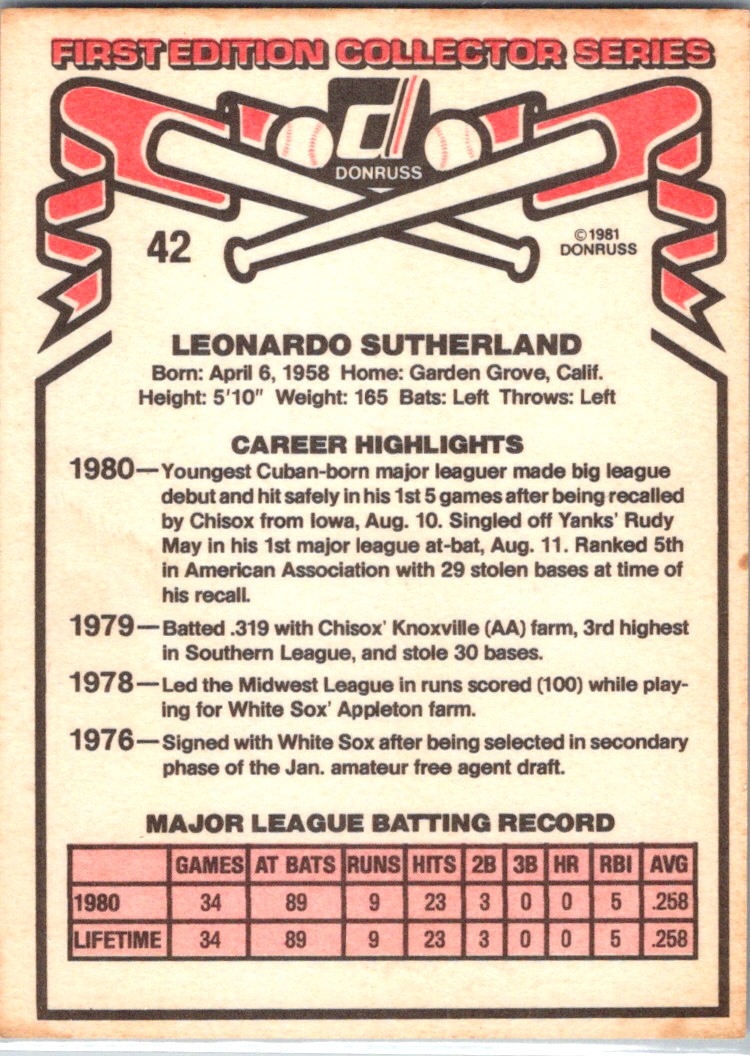 FIRST EDITION COLLECTOR SERIES
d
DONRUSS
42
©1981
DONRUSS
LEONARDO SUTHERLAND
Born: April 6, 1958 Home: Garden Grove, Calif.
Height: 5'10" Weight: 165 Bats: Left Throws: Left
CAREER HIGHLIGHTS
1980—Youngest Cuban-born major leaguer made big league
debut and hit safely in his 1st 5 games after being recalled
by Chisox from Iowa, Aug. 10. Singled off Yanks' Rudy
May in his 1st major league at-bat, Aug. 11. Ranked 5th
in American Association with 29 stolen bases at time of
his recall.
1979—Batted .319 with Chisox' Knoxville (AA) farm, 3rd highest
in Southern League, and stole 30 bases.
1978—Led the Midwest League in runs scored (100) while play-
ing for White Sox' Appleton farm.
1976—Signed with White Sox after being selected in secondary
phase of the Jan. amateur free agent draft.
MAJOR LEAGUE BATTING RECORD
GAMES AT BATS RUNS HITS 2B 3B HR RBI AVG
1980 34 89 9 23 3 0 0 5 .258
LIFETIME 34 89 9 23 3 0 0 5 .258